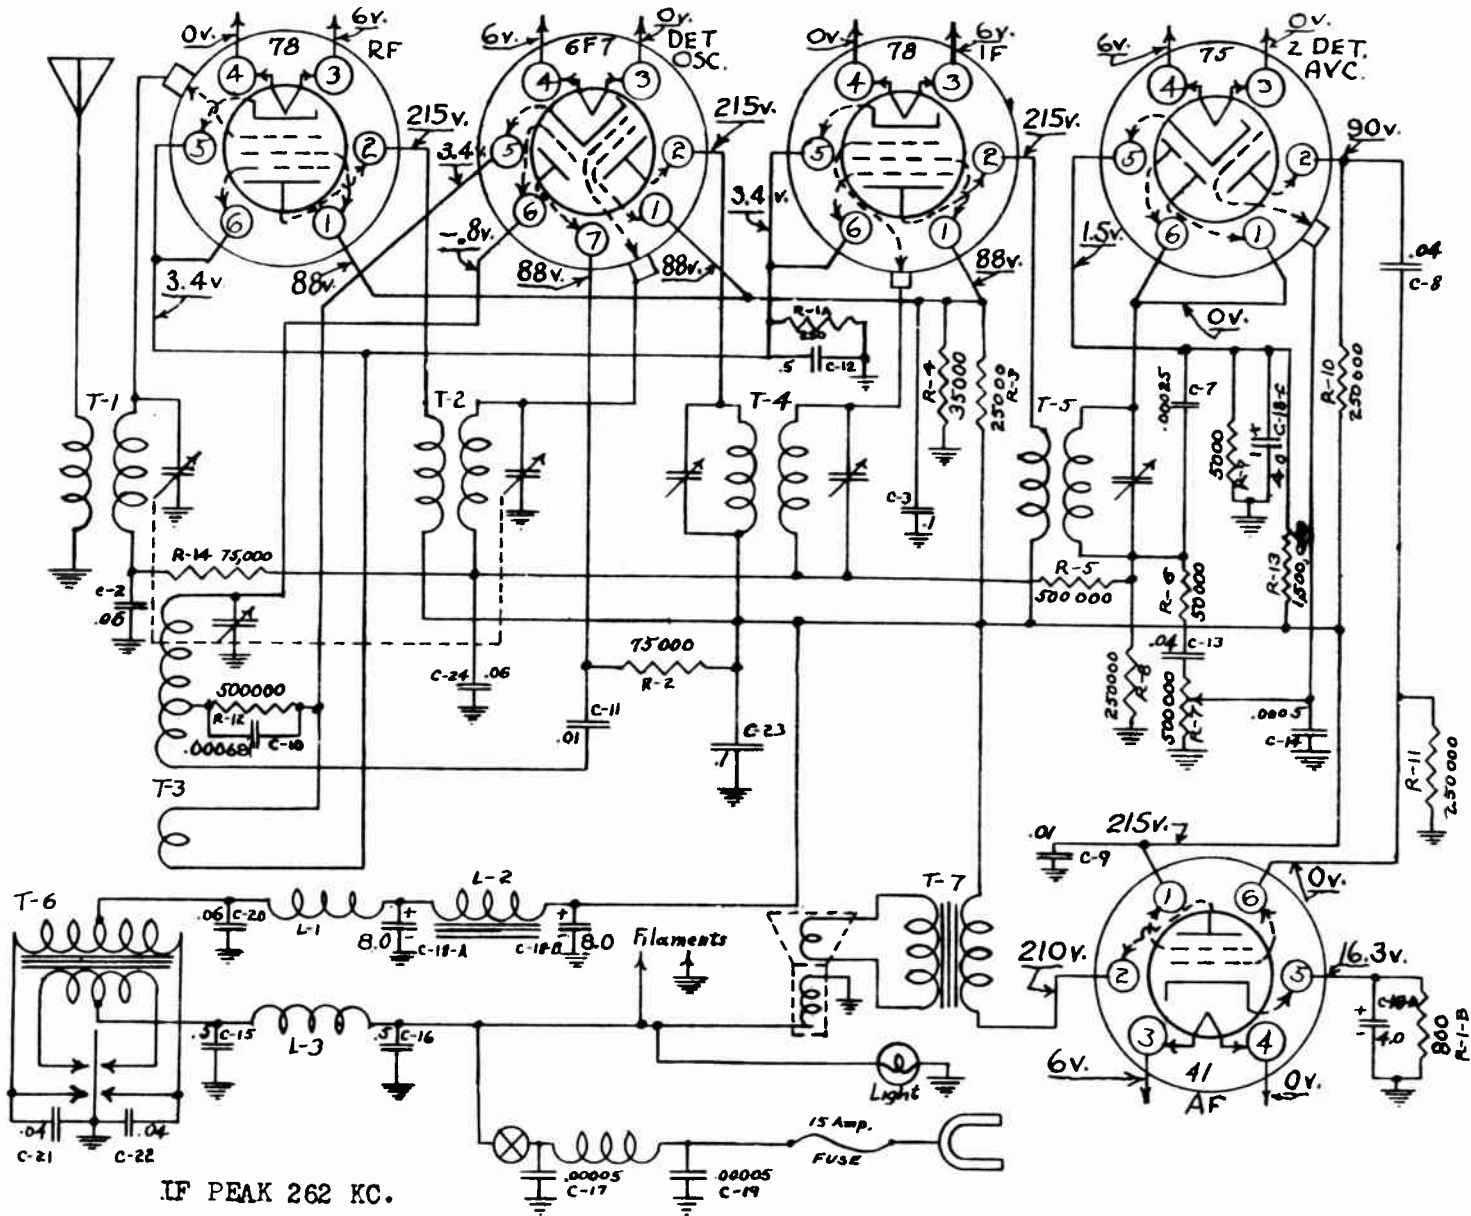 0v. 78 6v. RF
6v. 6F7 0v. DET OSC.
0v. 78 6v. IF
6v. 75 0v. 2 DET. AVC.
4 3
4 3
4 3
4 3
5 2 215v.
3.4v. 5 2 215v.
5 2 215v.
5 2 90v.
6 1
6 7 1
6 1
6 1
3.4v.
88v.
-.8v.
88v.
88v.
3.4v.
88v.
1.5v.
0v.
.04
C-8
R-1A
250
.5 C-12
T-1
T-2
T-4
T-5
R-4
35000
25000
R-3
C-3
.1
.00025
C-7
5000
R-9
C-18-E
4.0
R-10
250000
R-14 75,000
C-2
.06
R-5
500000
R-6
50000
R-13
75000
R-2
C-24 .06
.04 C-13
250000
R-8
500000
R-7
.0005
C-14
500000
R-12
.00068
C-10
C-11
.01
C-23
.1
R-11
250000
T-3
.01
C-9
215v.
0v.
T-6
.06 C-20
L-1
L-2
8.0
C-18-A
C-18-B
8.0
Filaments
T-7
1 6
210v. 2 5 16.3v.
3 4
41
AF
6v.
0v.
4.0
800
R-1-B
.5 C-15
L-3
.5 C-16
Light
.04
C-21
.04
C-22
.00005
C-17
.00005
C-19
15 Amp.
FUSE
IF PEAK 262 KC.